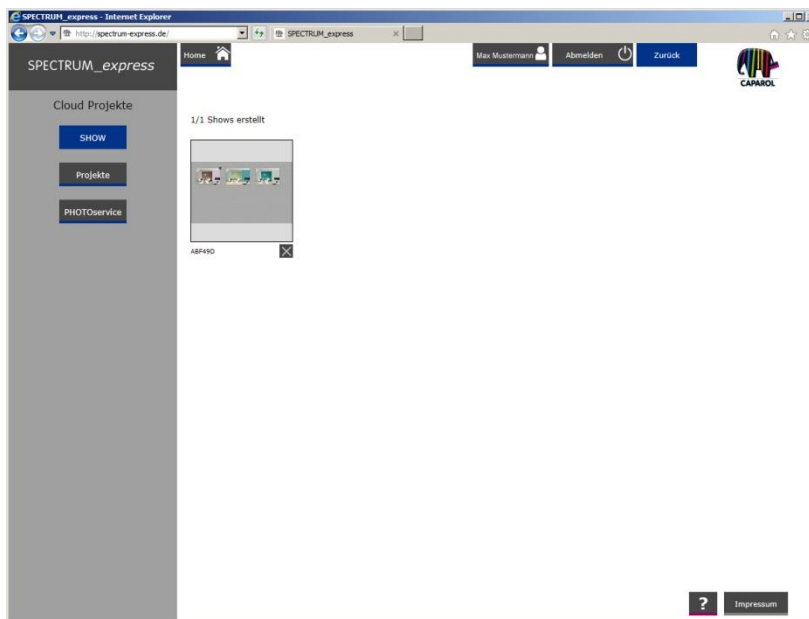 SPECTRUM_express - Internet Explorer
http://spectrum-express.de/
SPECTRUM_express
SPECTRUM_express
Home
Max Mustermann
Abmelden
Zurück
CAPAROL
Cloud Projekte
SHOW
Projekte
PHOTOservice
1/1 Shows erstellt
ABF49D
?
Impressum